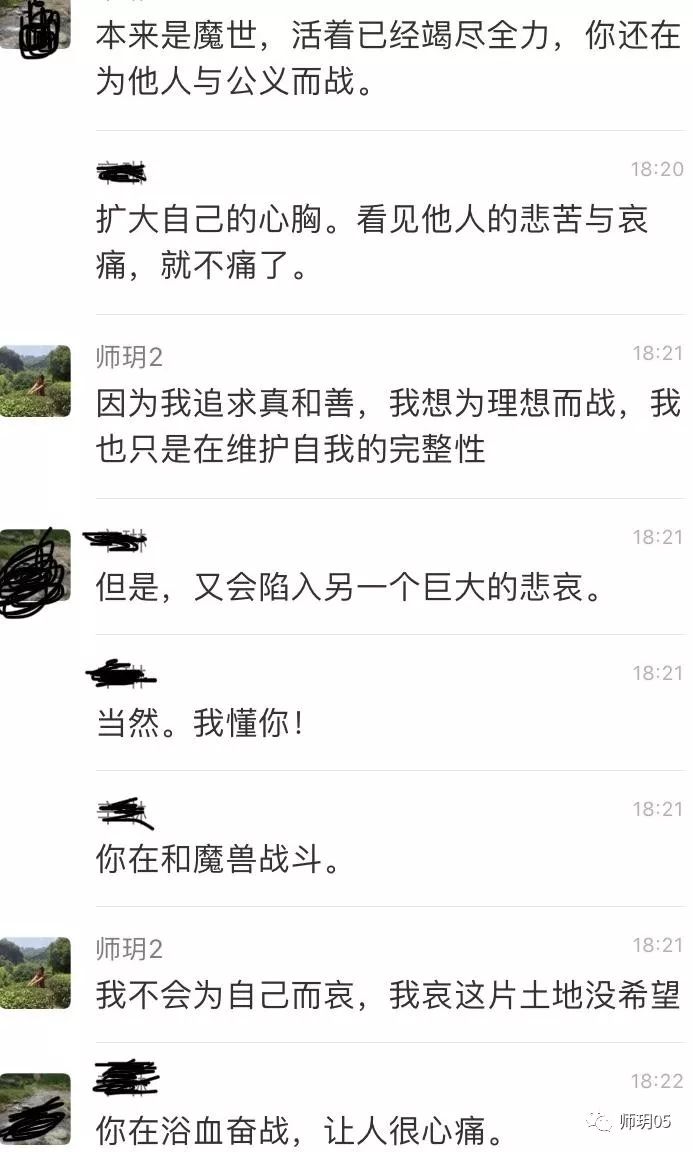 本来是魔世，活着已经竭尽全力，你还在
为他人与公义而战。
18:20
扩大自己的心胸。看见他人的悲苦与哀
痛，就不痛了。
师玥2
18:21
因为我追求真和善，我想为理想而战，我
也只是在维护自我的完整性
18:21
但是，又会陷入另一个巨大的悲哀。
18:21
当然。我懂你！
18:21
你在和魔兽战斗。
师玥2
18:21
我不会为自己而哀，我哀这片土地没希望
18:22
你在浴血奋战，让人很心痛。
师玥05